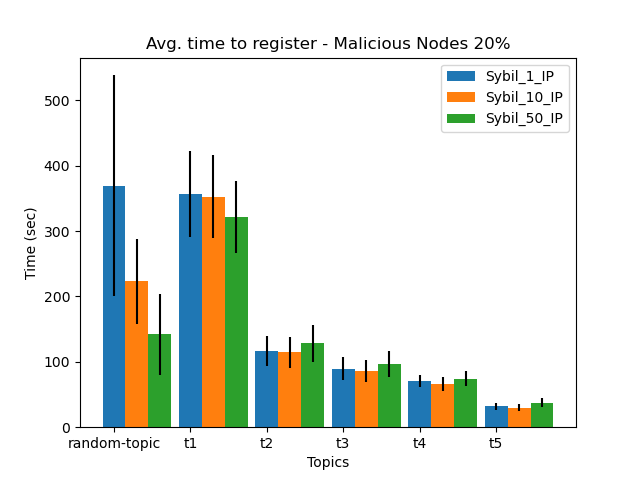 Avg. time to register - Malicious Nodes 20%
Sybil_1_IP
Sybil_10_IP
Sybil_50_IP
500
400
300
200
100
0
Time (sec)
random-topic t1 t2 t3 t4 t5
Topics